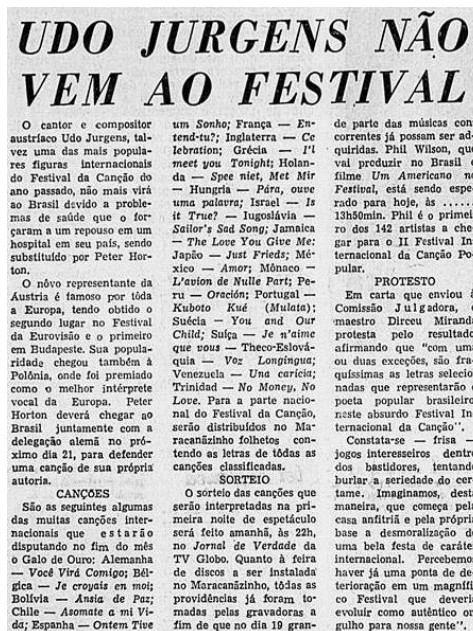 UDO JURGENS NÃO
VEM AO FESTIVAL
O cantor e compositor
austríaco Udo Jurgens, tal-
vez uma das mais popula-
res figuras internacionais
do Festival da Canção do
ano passado, não mais virá
ao Brasil devido a proble-
mas de saúde que o for-
çaram a um repouso em um
hospital em seu país, sendo
substituído por Peter Hor-
ton.
O nôvo representante da
Áustria é famoso por tôda
a Europa, tendo obtido o
segundo lugar no Festival
da Eurovisão e o primeiro
em Budapeste. Sua popula-
ridade chegou também à
Polônia, onde foi premiado
como o melhor intérprete
vocal da Europa. Peter
Horton deverá chegar ao
Brasil juntamente com a
delegação alemã no pró-
ximo dia 21, para defender
uma canção de sua própria
autoria.
CANÇÕES
São as seguintes algumas
das muitas canções inter-
nacionais que estarão
disputando no fim do mês
o Galo de Ouro: Alemanha
— Você Virá Comigo; Bél-
gica — Je croyais en moi;
Bolívia — Ansia de Paz;
Chile — Asomate a mi Vi-
da; Espanha — Ontem Tive
um Sonho; França — En-
tend-tu?; Inglaterra — Ce
lebration; Grécia — I'l
meet you Tonight; Holan-
da — Spee niet, Met Mir
— Hungria — Pára, ouve
uma palavra; Israel — Is
it True? — Iugoslávia —
Sailor's Sad Song; Jamaica
— The Love You Give Me:
Japão — Just Frieds; Mé-
xico — Amor; Mônaco —
L'avion de Nulle Part; Pe-
ru — Oración; Portugal —
Kuboto Kué (Mulata);
Suécia — You and Our
Child; Suíça — Je n'aime
que vous — Theco-Eslová-
quia — Voz Longingua;
Venezuela — Una carícia;
Trinidad — No Money, No
Love. Para a parte nacio-
nal do Festival da Canção,
serão distribuídos no Ma-
racanãzinho folhetos con-
tendo as letras de tôdas as
canções classificadas.
SORTEIO
O sorteio das canções que
serão interpretadas na pri-
meira noite de espetáculo
será feito amanhã, às 22h,
no Jornal de Verdade da
TV Globo. Quanto à feira
de discos a ser instalada
no Maracanãzinho, tôdas as
providências já foram to-
madas pelas gravadoras a
fim de que no dia 19 gran-
de parte das músicas con
correntes já possam ser ad-
quiridas. Phil Wilson, que
vai produzir no Brasil o
filme Um Americano no
Festival, está sendo espe
rado para hoje, às ......
13h50min. Phil é o primei
ro dos 142 artistas a che
gar para o II Festival In
ternacional da Canção Po
pular.
PROTESTO
Em carta que enviou à
Comissão Julgadora, o
maestro Dirceu Mirand
protesta pelo resultado
afirmando que "com uma
ou duas exceções, são fra
quíssimas as letras selecio
nadas que representarão o
poeta popular brasileiro
neste absurdo Festival In
ternacional da Canção".
Constata-se — frisa —
jogos interesseiros dentro
dos bastidores, tentando
burlar a seriedade do cer
tame. Imaginamos, dest
maneira, que começa pela
casa anfitriã e pela própri
base a desmoralização de
uma bela festa de caráte
internacional. Percebemos
haver já uma ponta de de
terioração em um magnífi
co Festival que deveria
evoluir como autêntico or
gulho para nossa gente".